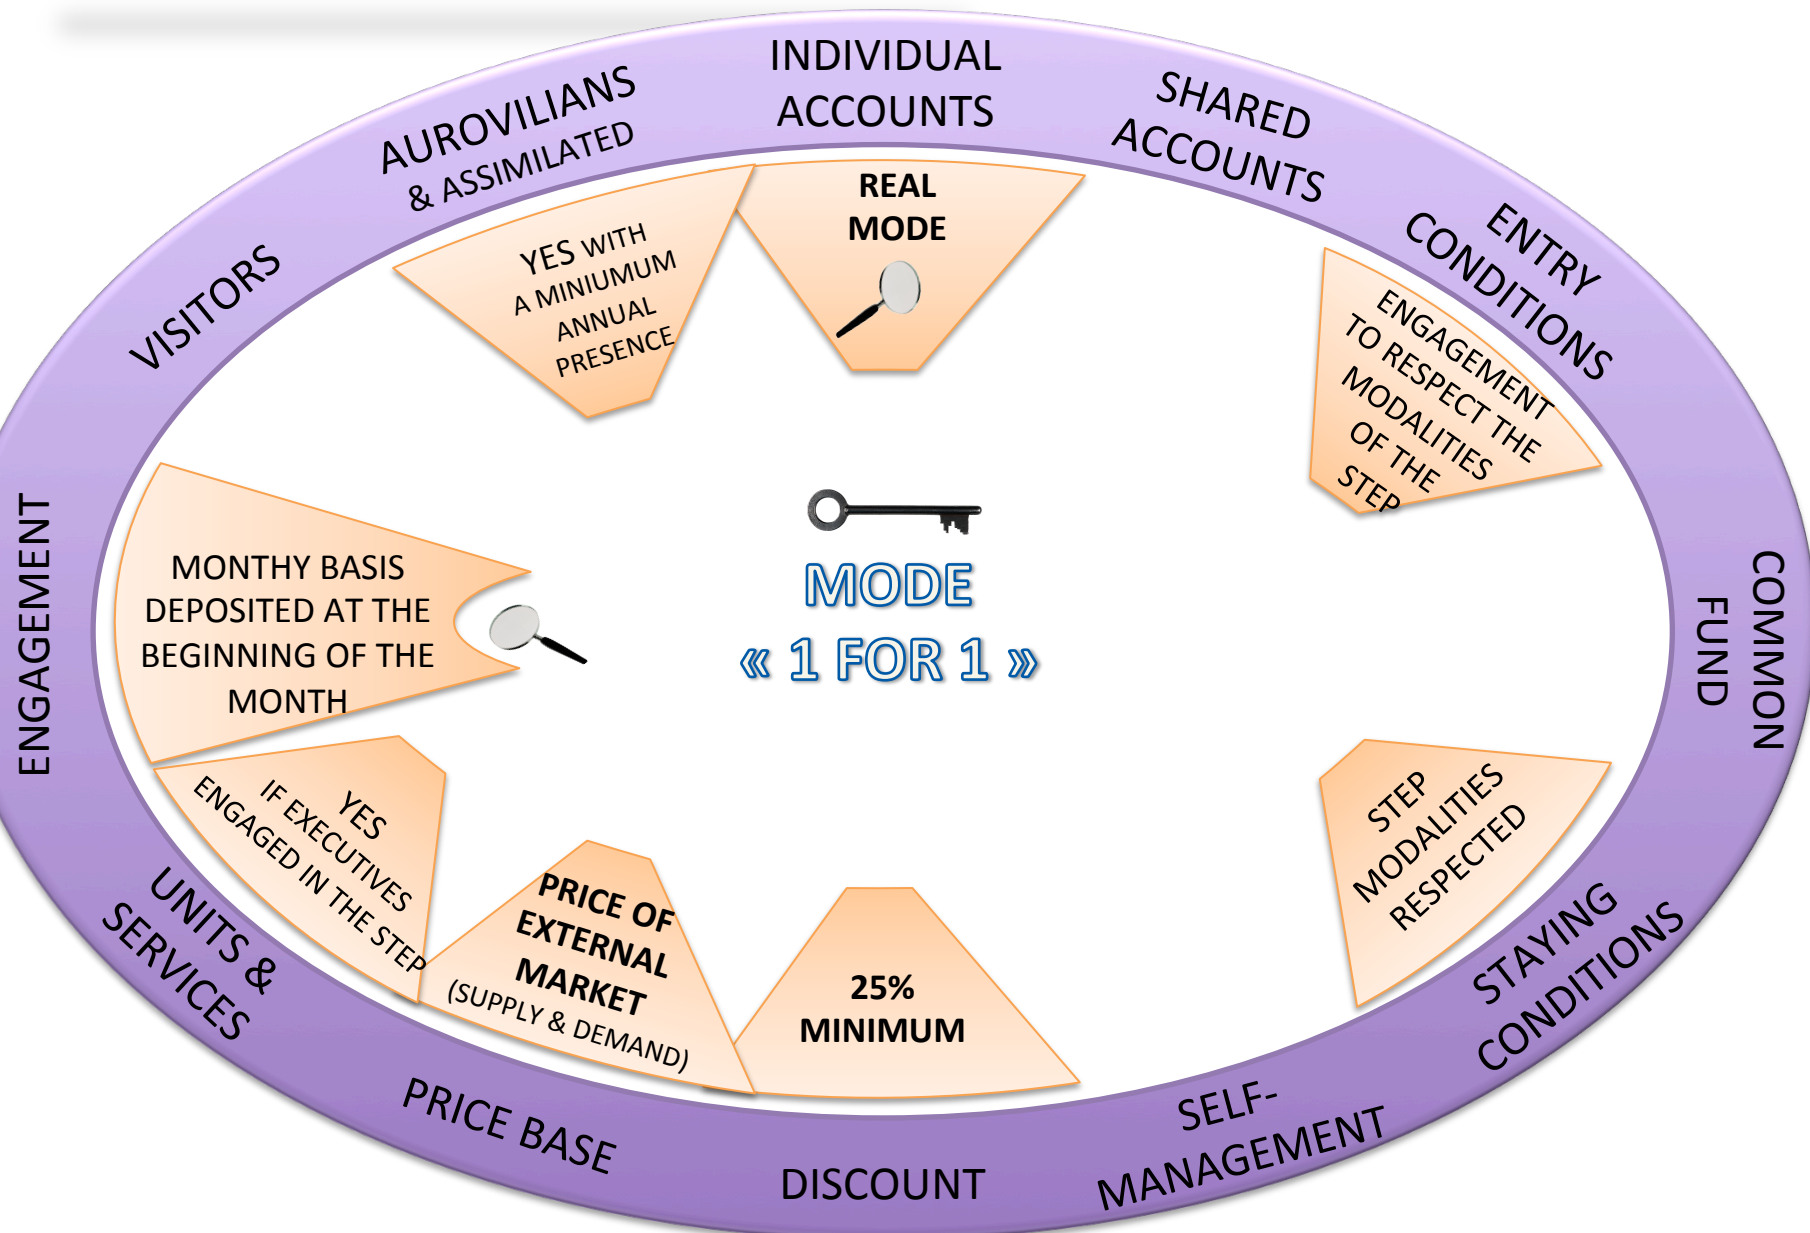 INDIVIDUAL
ACCOUNTS
SHARED
ACCOUNTS
ENTRY
CONDITIONS
COMMON
FUND
STAYING
CONDITIONS
SELF-
MANAGEMENT
DISCOUNT
PRICE BASE
UNITS &
SERVICES
ENGAGEMENT
VISITORS
AUROVILIANS
& ASSIMILATED
REAL
MODE
ENGAGEMENT
TO RESPECT THE
MODALITIES
OF THE
STEP
STEP
MODALITIES
RESPECTED
25%
MINIMUM
PRICE OF
EXTERNAL
MARKET
(SUPPLY & DEMAND)
YES
IF EXECUTIVES
ENGAGED IN THE STEP
MONTHY BASIS
DEPOSITED AT THE
BEGINNING OF THE
MONTH
YES WITH
A MINIUMUM
ANNUAL
PRESENCE
MODE
« 1 FOR 1 »